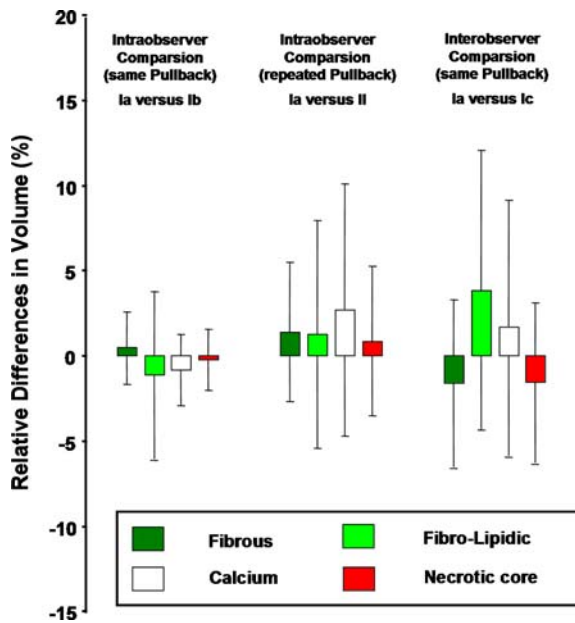 20
15
10
5
0
-5
-10
-15
Relative Differences in Volume (%)
Intraobserver
Comparsion
(same Pullback)
Ia versus Ib
Intraobserver
Comparsion
(repeated Pullback)
Ia versus II
Interobserver
Comparsion
(same Pullback)
Ia versus Ic
Fibrous
Fibro-Lipidic
Calcium
Necrotic core